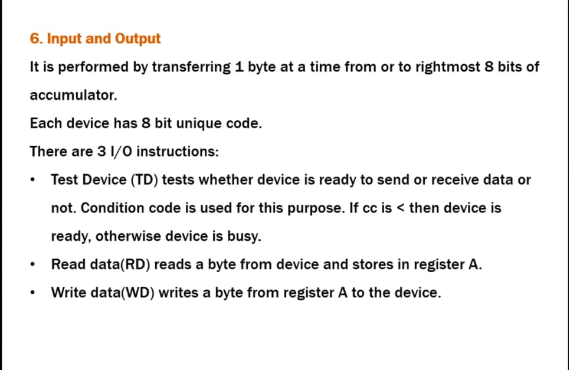 6. Input and Output
It is performed by transferring 1 byte at a time from or to rightmost 8 bits of
accumulator.
Each device has 8 bit unique code.
There are 3 I/O instructions:
• Test Device (TD) tests whether device is ready to send or receive data or
not. Condition code is used for this purpose. If cc is < then device is
ready, otherwise device is busy.
• Read data(RD) reads a byte from device and stores in register A.
• Write data(WD) writes a byte from register A to the device.